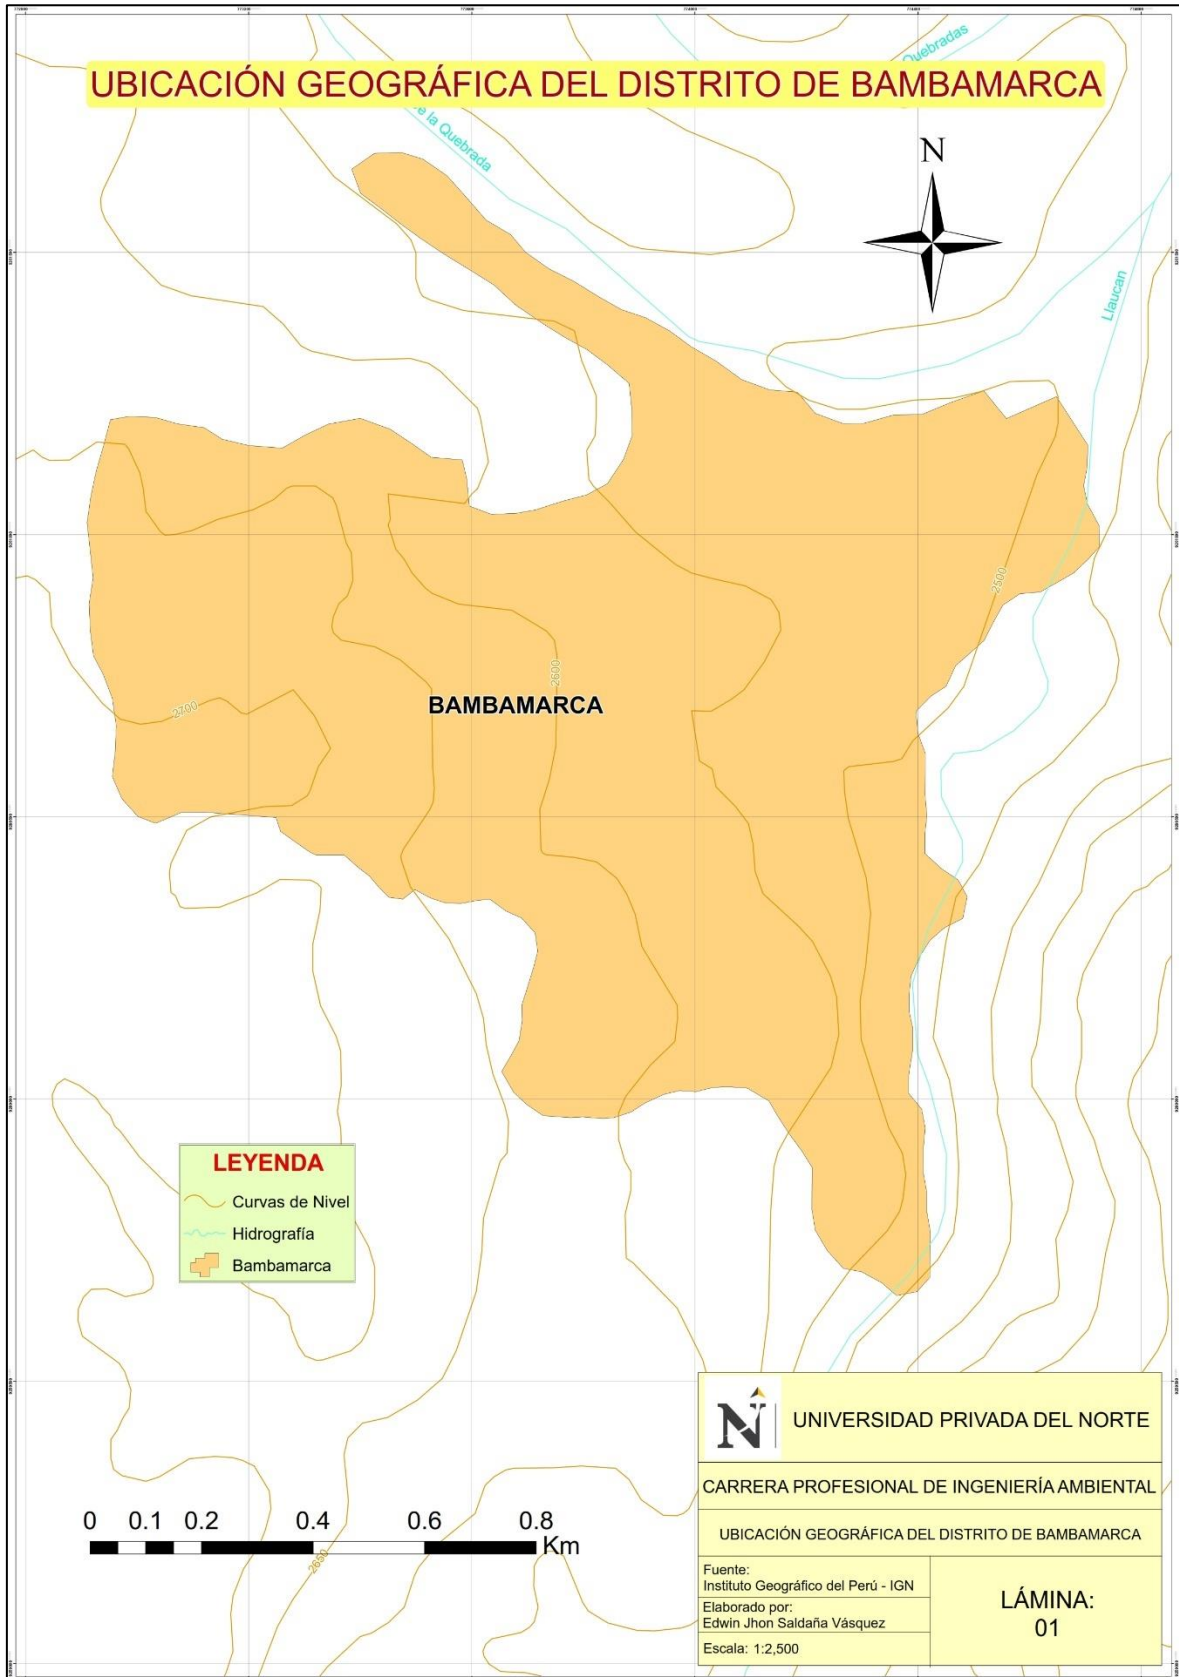 UBICACIÓN GEOGRÁFICA DEL DISTRITO DE BAMBAMARCA
Quebradas
e la Quebrada
N
Llaucan
2500
2600
BAMBAMARCA
2700
LEYENDA
Curvas de Nivel
Hidrografía
Bambamarca
0 0.1 0.2 0.4 0.6 0.8
Km
2650
N
UNIVERSIDAD PRIVADA DEL NORTE
CARRERA PROFESIONAL DE INGENIERÍA AMBIENTAL
UBICACIÓN GEOGRÁFICA DEL DISTRITO DE BAMBAMARCA
Fuente:
Instituto Geográfico del Perú - IGN
Elaborado por:
Edwin Jhon Saldaña Vásquez
Escala: 1:2,500
LÁMINA:
01